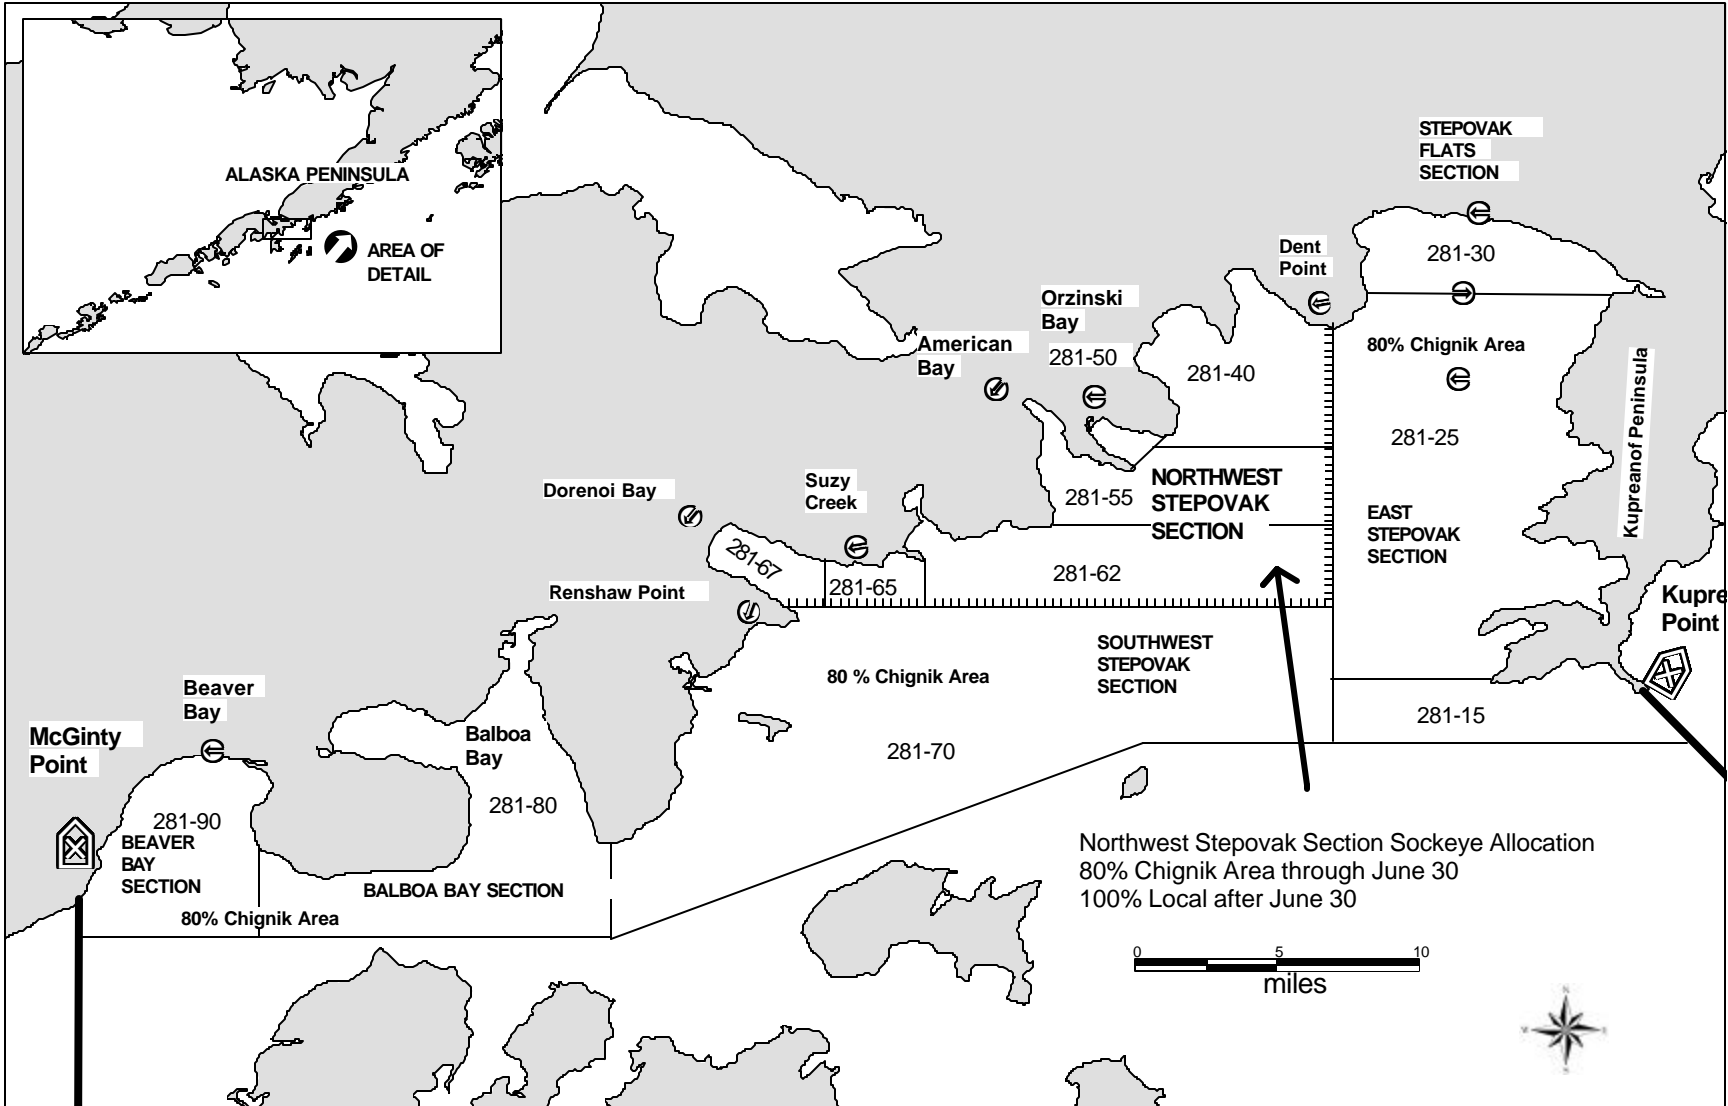 ALASKA PENINSULA
AREA OF
DETAIL
STEPOVAK
FLATS
SECTION
281-30
Dent
Point
Orzinski
Bay
281-50
American
Bay
281-40
80% Chignik Area
281-25
Kupreanof Peninsula
Dorenoi Bay
Suzy
Creek
281-55
NORTHWEST
STEPOVAK
SECTION
EAST
STEPOVAK
SECTION
281-67
281-65
281-62
Renshaw Point
Kupre
Point
SOUTHWEST
STEPOVAK
SECTION
80 % Chignik Area
281-15
281-70
Beaver
Bay
McGinty
Point
Balboa
Bay
281-80
281-90
BEAVER
BAY
SECTION
BALBOA BAY SECTION
80% Chignik Area
Northwest Stepovak Section Sockeye Allocation
80% Chignik Area through June 30
100% Local after June 30
0 5 10
miles
N
W E
S